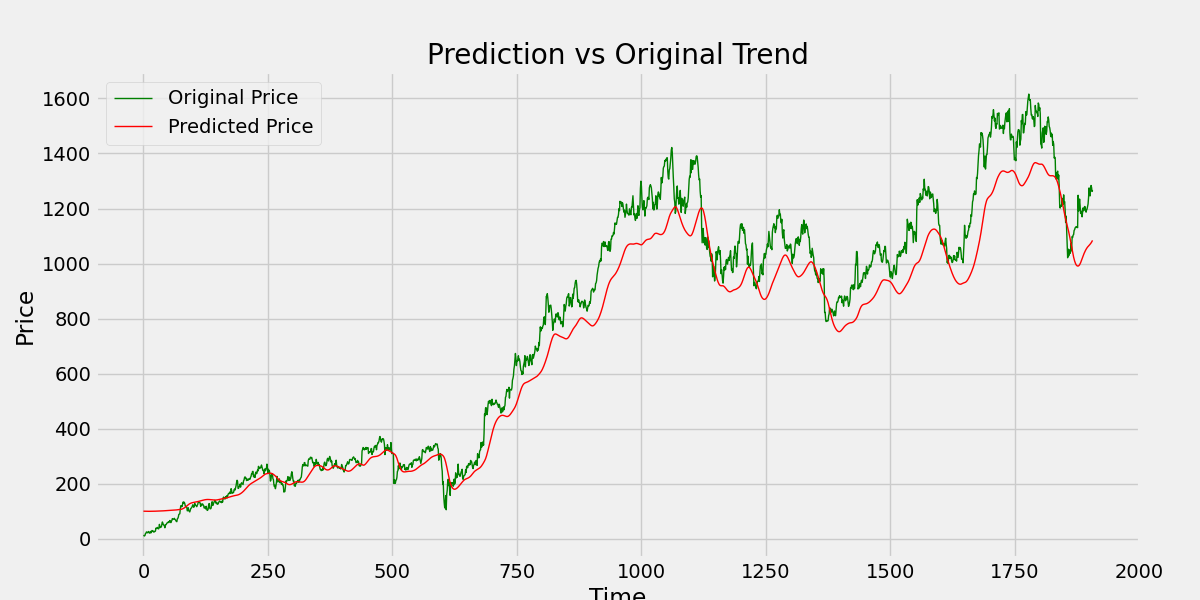 Prediction vs Original Trend
Original Price
Predicted Price
1600
1400
1200
1000
800
600
400
200
0
Price
0 250 500 750 1000 1250 1500 1750 2000
Time